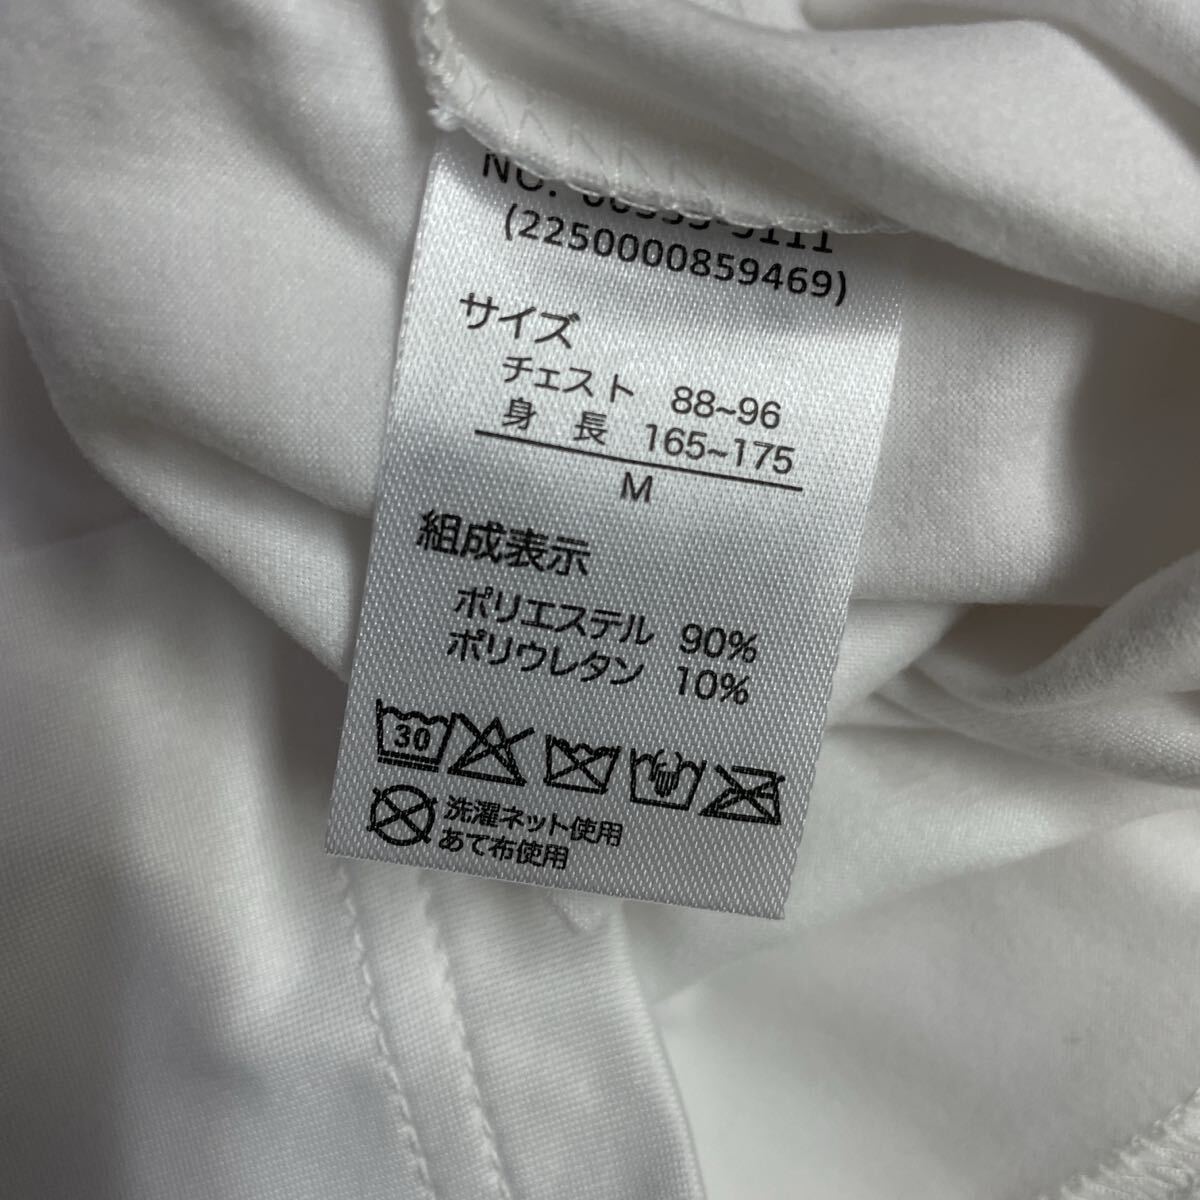 NO.
(2250000859469)
サイズ
チェスト 88~96
身 長 165~175
M
組成表示
ポリエステル 90%
ポリウレタン 10%
30
洗濯ネット使用
あて布使用